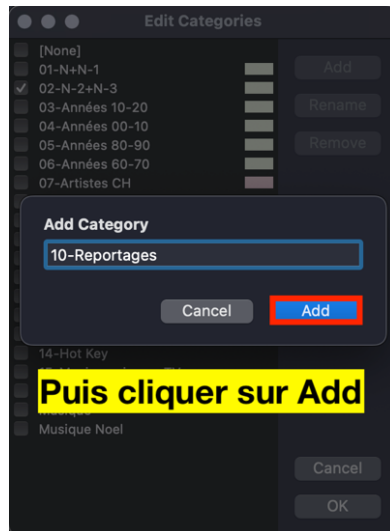 Edit Categories
[None]
01-N+N-1
Add
02-N-2+N-3
03-Années 10-20
Rename
04-Années 00-10
05-Années 80-90
Remove
06-Années 60-70
07-Artistes CH
Add Category
10-Reportages
Cancel
Add
14-Hot Key
Puis cliquer sur Add
Musique Noel
Cancel
OK